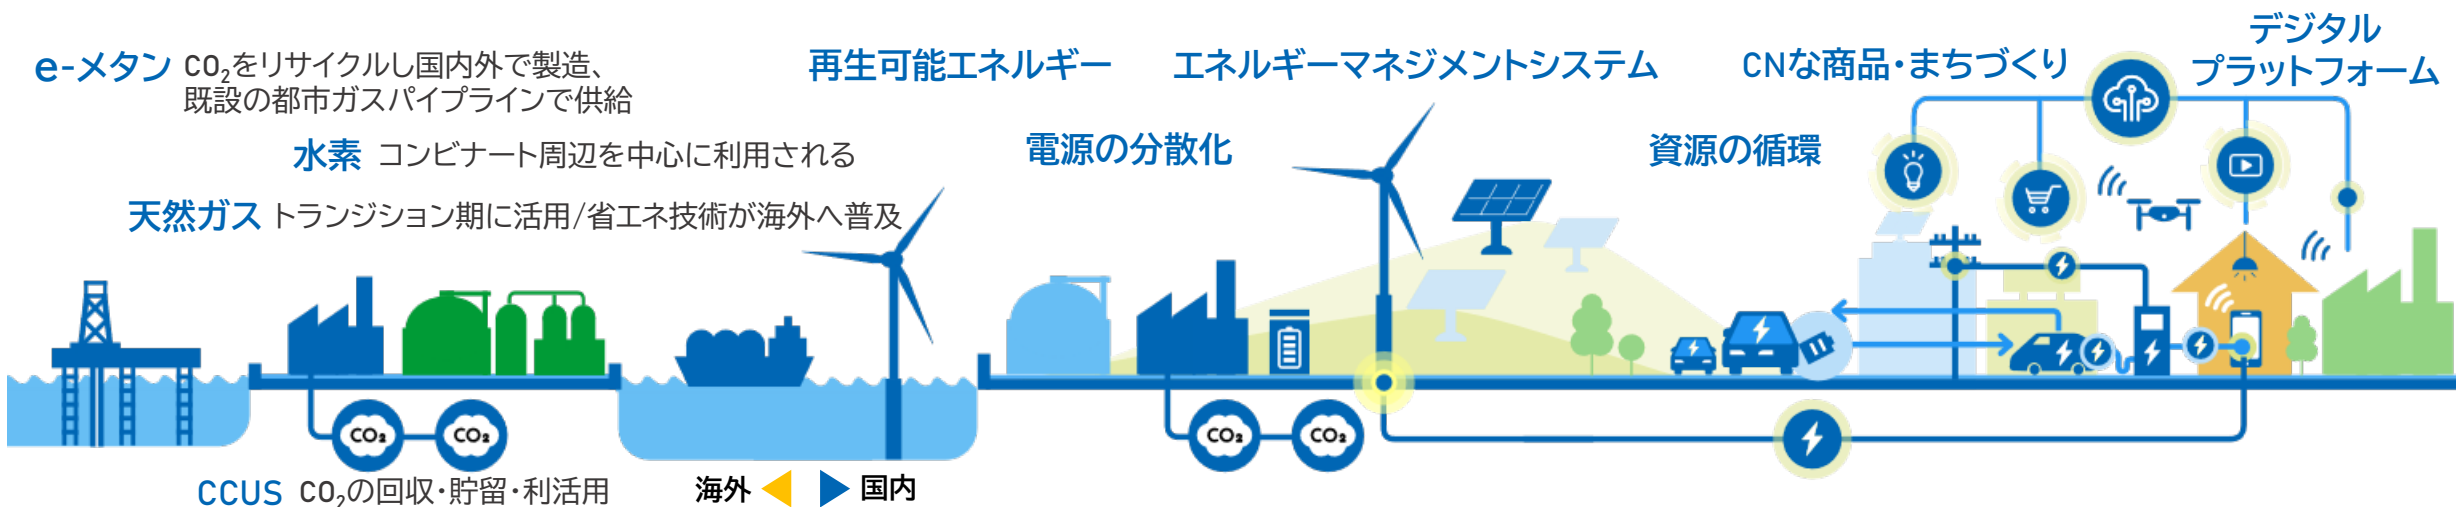 e-メタン CO₂をリサイクルし国内外で製造、
既設の都市ガスパイプラインで供給
水素 コンビナート周辺を中心に利用される
天然ガス トランジション期に活用/省エネ技術が海外へ普及
再生可能エネルギー
エネルギーマネジメントシステム
電源の分散化
CNな商品・まちづくり
資源の循環
デジタル
プラットフォーム
CO₂
CO₂
CO₂
CO₂
CCUS CO₂の回収・貯留・利活用
海外 国内